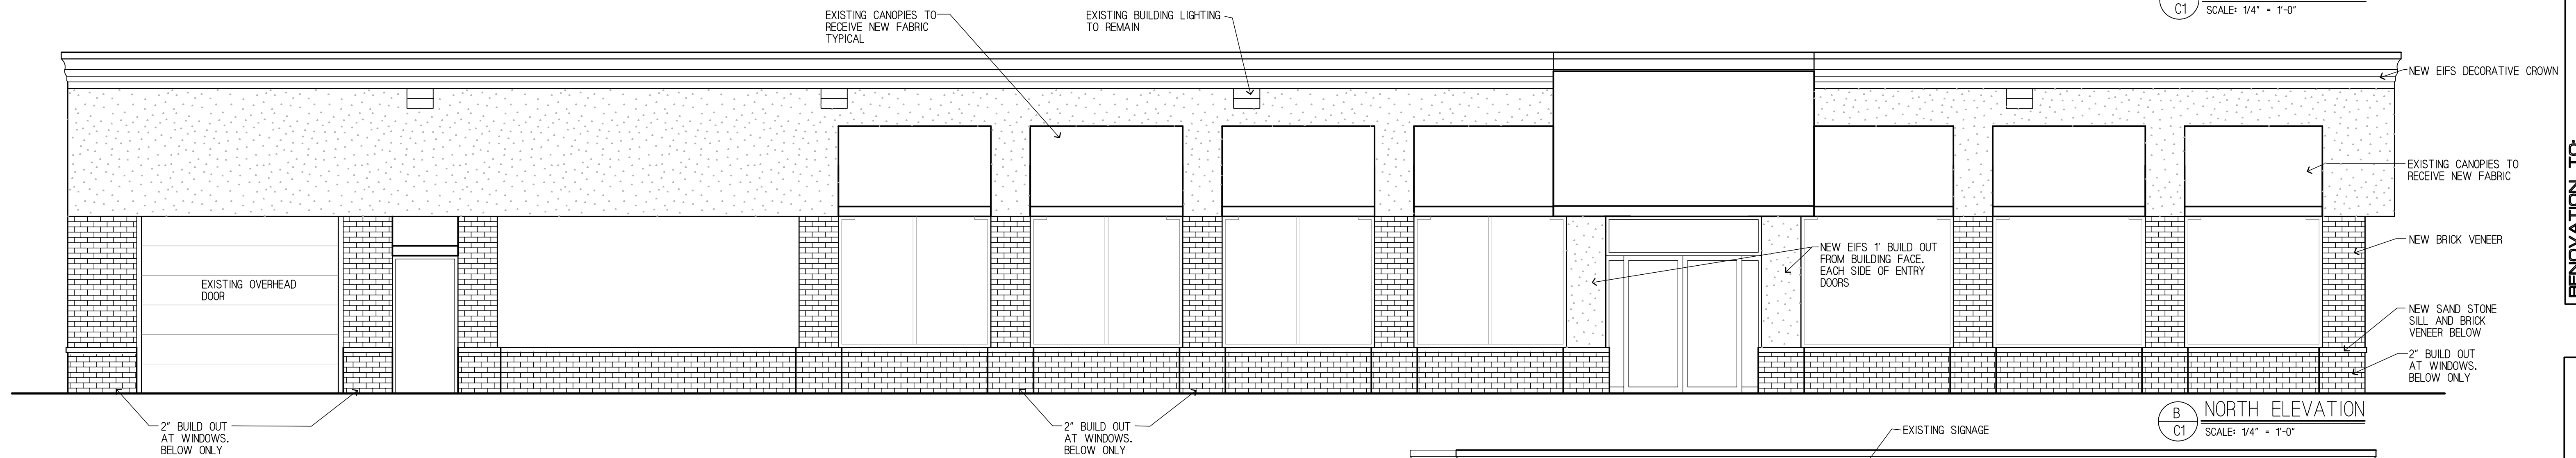 C1
SCALE: 1/4" = 1'-0"
EXISTING CANOPIES TO
RECEIVE NEW FABRIC
TYPICAL
EXISTING BUILDING LIGHTING
TO REMAIN
NEW EIFS DECORATIVE CROWN
EXISTING CANOPIES TO
RECEIVE NEW FABRIC
RENOVATION TO:
NEW EIFS 1' BUILD OUT
FROM BUILDING FACE.
EACH SIDE OF ENTRY
DOORS
NEW BRICK VENEER
EXISTING OVERHEAD
DOOR
NEW SAND STONE
SILL AND BRICK
VENEER BELOW
2" BUILD OUT
AT WINDOWS.
BELOW ONLY
2" BUILD OUT
AT WINDOWS.
BELOW ONLY
2" BUILD OUT
AT WINDOWS.
BELOW ONLY
B
C1
NORTH ELEVATION
SCALE: 1/4" = 1'-0"
EXISTING SIGNAGE